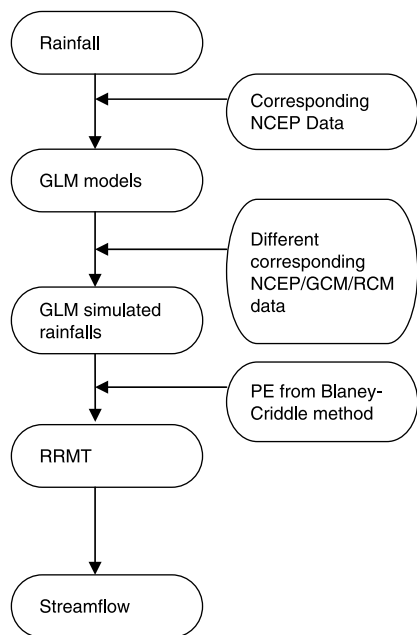 Rainfall
Corresponding
NCEP Data
GLM models
Different
corresponding
NCEP/GCM/RCM
data
GLM simulated
rainfalls
PE from Blaney-
Criddle method
RRMT
Streamflow